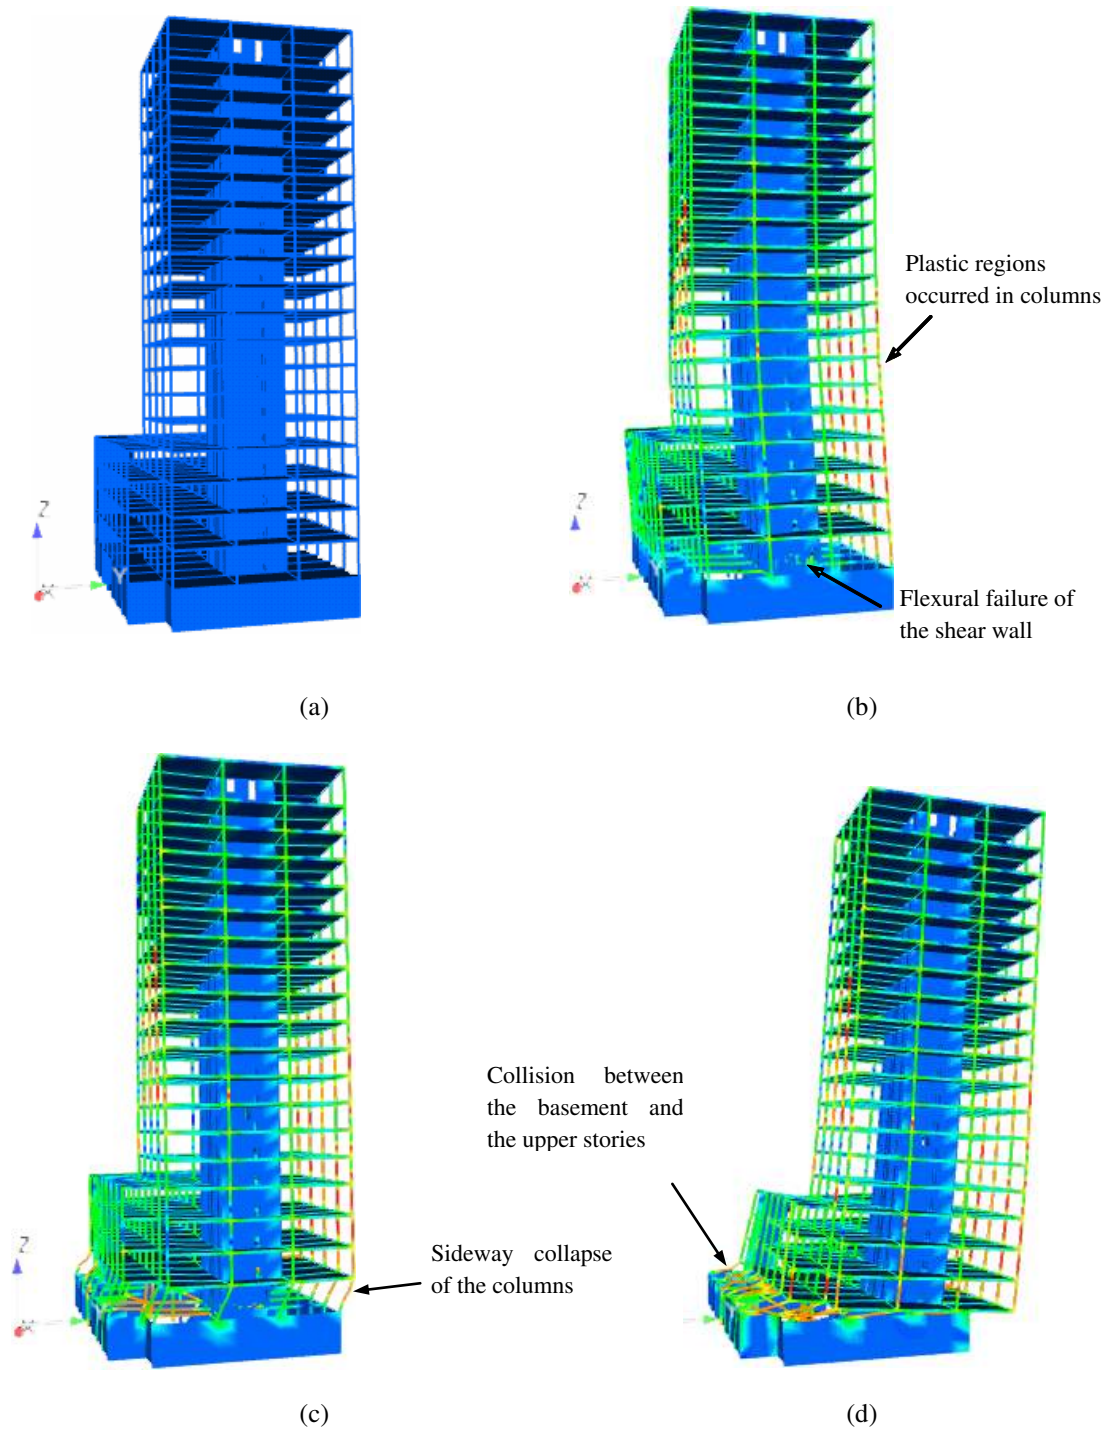 Plastic regions
occurred in columns
Z
Y
X
Z
X
Flexural failure of
the shear wall
(a)
(b)
Collision between
the basement and
the upper stories
Z
X
Sideway collapse
of the columns
(c)
(d)